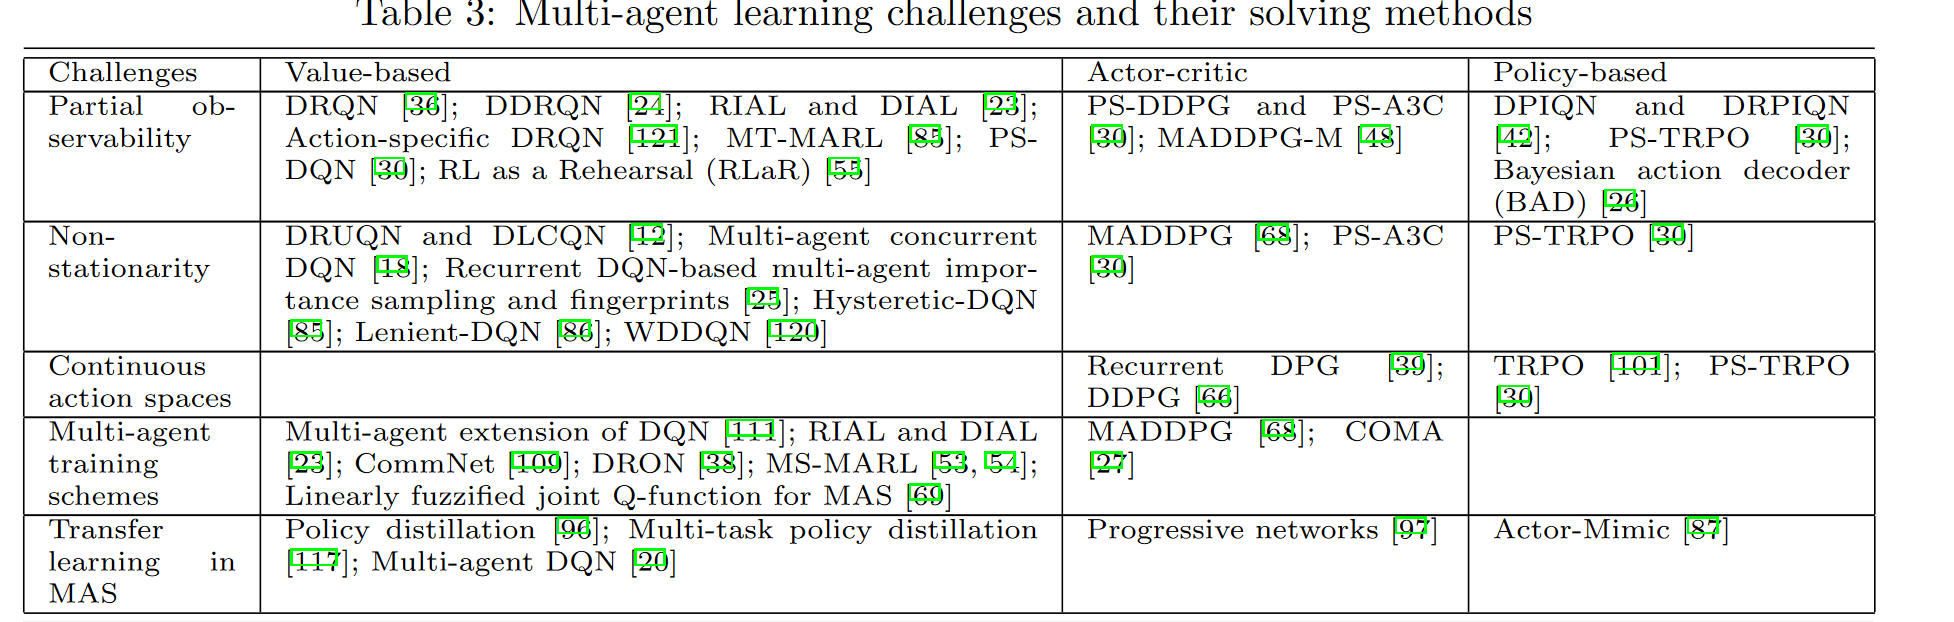 Table 3: Multi-agent learning challenges and their solving methods
Challenges
Value-based
Actor-critic
Policy-based
Partial ob-
servability
DRQN [36]; DDRQN [24]; RIAL and DIAL [23];
Action-specific DRQN [121]; MT-MARL [85]; PS-
DQN [30]; RL as a Rehearsal (RLaR) [55]
PS-DDPG and PS-A3C
[30]; MADDPG-M [48]
DPIQN and DRPIQN
[42]; PS-TRPO [30];
Bayesian action decoder
(BAD) [26]
Non-
stationarity
DRUQN and DLCQN [12]; Multi-agent concurrent
DQN [18]; Recurrent DQN-based multi-agent impor-
tance sampling and fingerprints [25]; Hysteretic-DQN
[85]; Lenient-DQN [86]; WDDQN [120]
MADDPG [68]; PS-A3C
[30]
PS-TRPO [30]
Continuous
action spaces
Recurrent DPG [39];
DDPG [66]
TRPO [101]; PS-TRPO
[30]
Multi-agent
training
schemes
Multi-agent extension of DQN [111]; RIAL and DIAL
[23]; CommNet [109]; DRON [38]; MS-MARL [53, 54];
Linearly fuzzified joint Q-function for MAS [69]
MADDPG [68]; COMA
[27]
Transfer
learning in
MAS
Policy distillation [96]; Multi-task policy distillation
[117]; Multi-agent DQN [20]
Progressive networks [97]
Actor-Mimic [87]